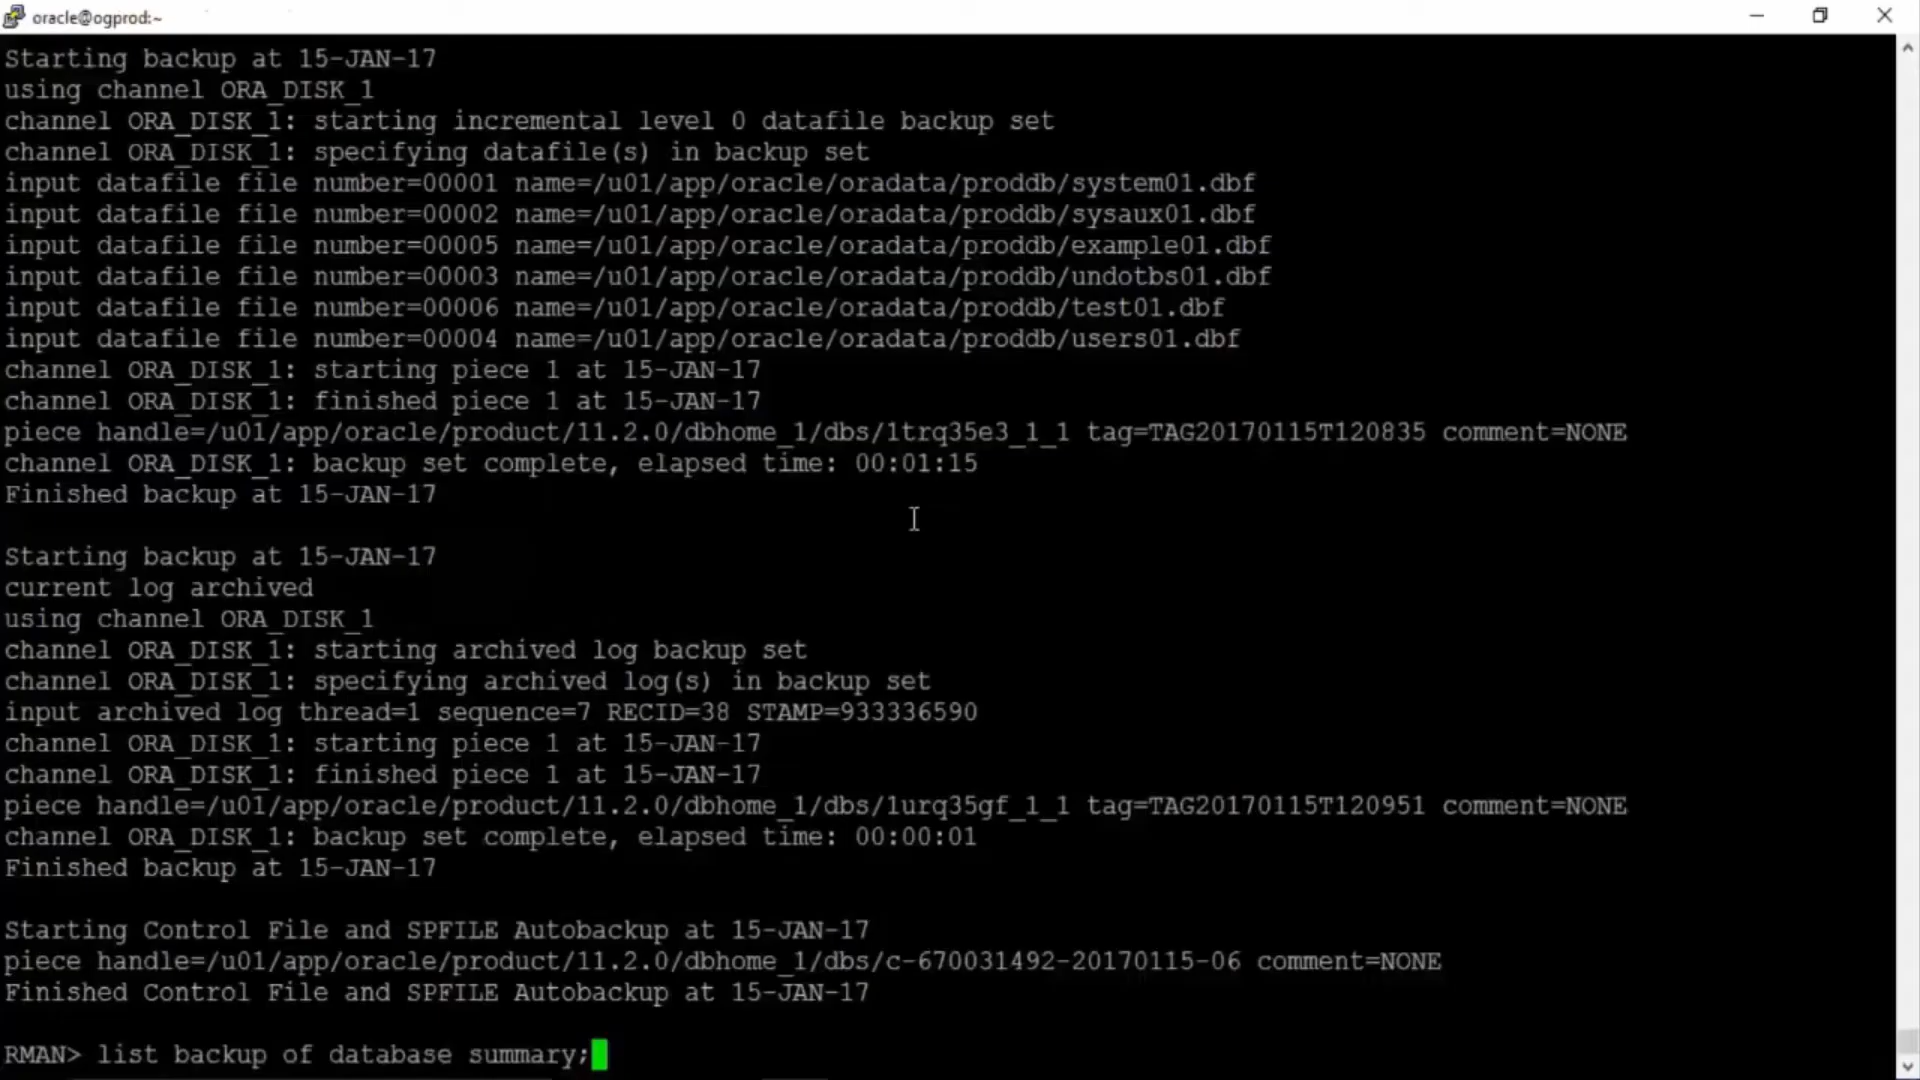 oracle@ogprod:~
Starting backup at 15-JAN-17
using channel ORA_DISK_1
channel ORA_DISK_1: starting incremental level 0 datafile backup set
channel ORA_DISK_1: specifying datafile(s) in backup set
input datafile file number=00001 name=/u01/app/oracle/oradata/proddb/system01.dbf
input datafile file number=00002 name=/u01/app/oracle/oradata/proddb/sysaux01.dbf
input datafile file number=00005 name=/u01/app/oracle/oradata/proddb/example01.dbf
input datafile file number=00003 name=/u01/app/oracle/oradata/proddb/undotbs01.dbf
input datafile file number=00006 name=/u01/app/oracle/oradata/proddb/test01.dbf
input datafile file number=00004 name=/u01/app/oracle/oradata/proddb/users01.dbf
channel ORA_DISK_1: starting piece 1 at 15-JAN-17
channel ORA_DISK_1: finished piece 1 at 15-JAN-17
piece handle=/u01/app/oracle/product/11.2.0/dbhome_1/dbs/1trq35e3_1_1 tag=TAG20170115T120835 comment=NONE
channel ORA_DISK_1: backup set complete, elapsed time: 00:01:15
Finished backup at 15-JAN-17
Starting backup at 15-JAN-17
current log archived
using channel ORA_DISK_1
channel ORA_DISK_1: starting archived log backup set
channel ORA_DISK_1: specifying archived log(s) in backup set
input archived log thread=1 sequence=7 RECID=38 STAMP=933336590
channel ORA_DISK_1: starting piece 1 at 15-JAN-17
channel ORA_DISK_1: finished piece 1 at 15-JAN-17
piece handle=/u01/app/oracle/product/11.2.0/dbhome_1/dbs/1urq35gf_1_1 tag=TAG20170115T120951 comment=NONE
channel ORA_DISK_1: backup set complete, elapsed time: 00:00:01
Finished backup at 15-JAN-17
Starting Control File and SPFILE Autobackup at 15-JAN-17
piece handle=/u01/app/oracle/product/11.2.0/dbhome_1/dbs/c-670031492-20170115-06 comment=NONE
Finished Control File and SPFILE Autobackup at 15-JAN-17
RMAN> list backup of database summary;